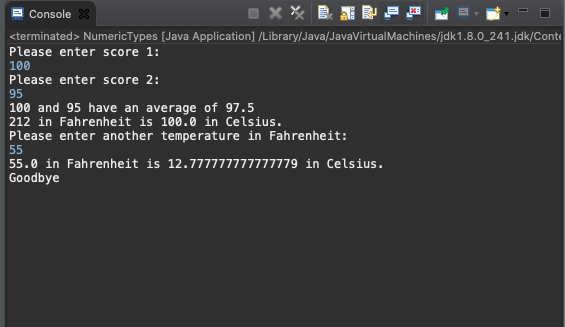 Console
<terminated> NumericTypes [Java Application] /Library/Java/JavaVirtualMachines/jdk1.8.0_241.jdk/Conte
Please enter score 1:
100
Please enter score 2:
95
100 and 95 have an average of 97.5
212 in Fahrenheit is 100.0 in Celsius.
Please enter another temperature in Fahrenheit:
55
55.0 in Fahrenheit is 12.777777777777779 in Celsius.
Goodbye